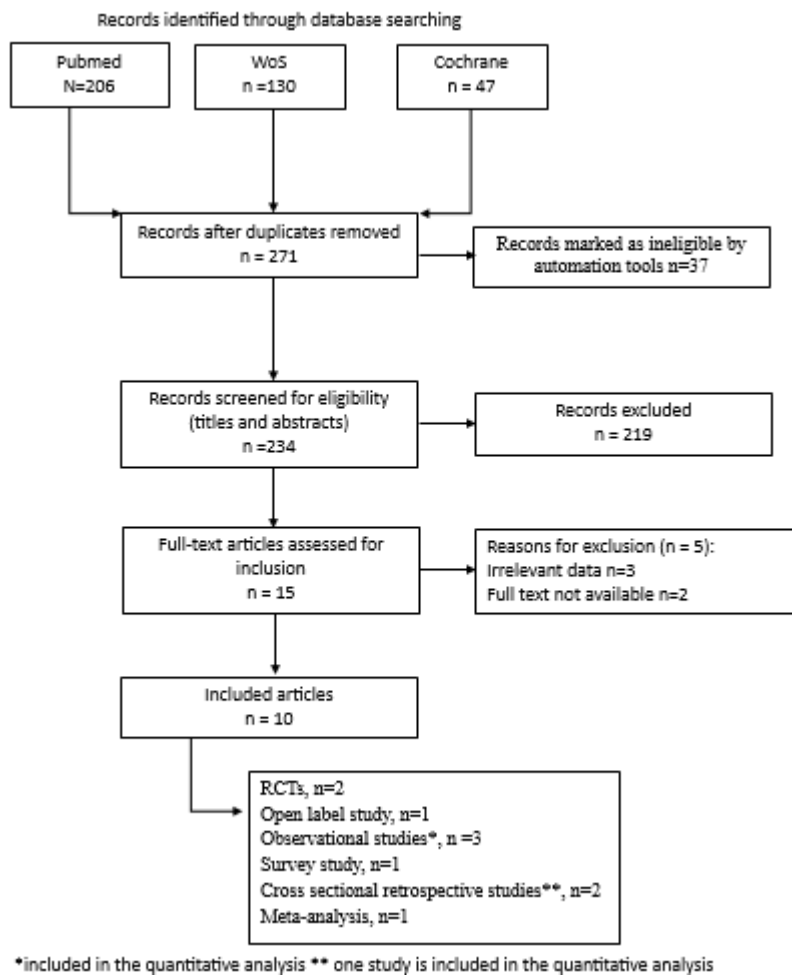 Records identified through database searching
Pubmed
N=206
WoS
n =130
Cochrane
n = 47
Records after duplicates removed
n = 271
Records marked as ineligible by
automation tools n=37
Records screened for eligibility
(titles and abstracts)
n =234
Records excluded
n = 219
Full-text articles assessed for
inclusion
n = 15
Reasons for exclusion (n = 5):
Irrelevant data n=3
Full text not available n=2
Included articles
n = 10
RCTs, n=2
Open label study, n=1
Observational studies*, n =3
Survey study, n=1
Cross sectional retrospective studies**, n=2
Meta-analysis, n=1
*included in the quantitative analysis ** one study is included in the quantitative analysis